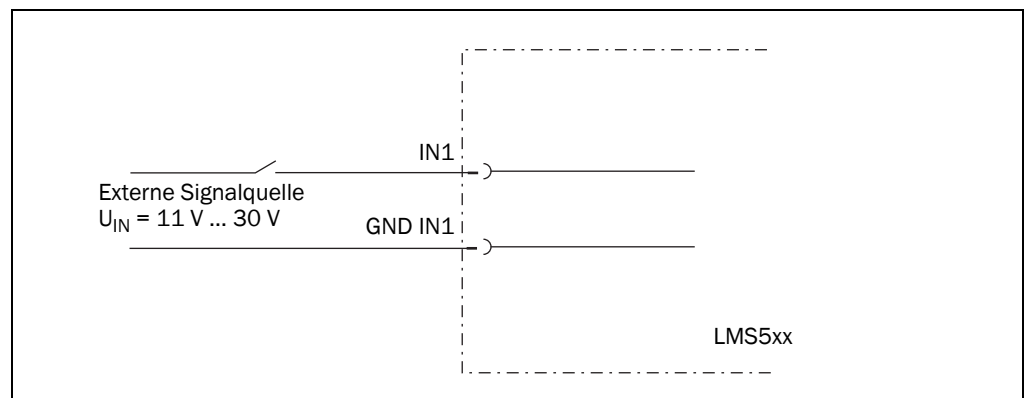 IN1
Externe Signalquelle
U_IN = 11 V ... 30 V
GND IN1
LMS5xx